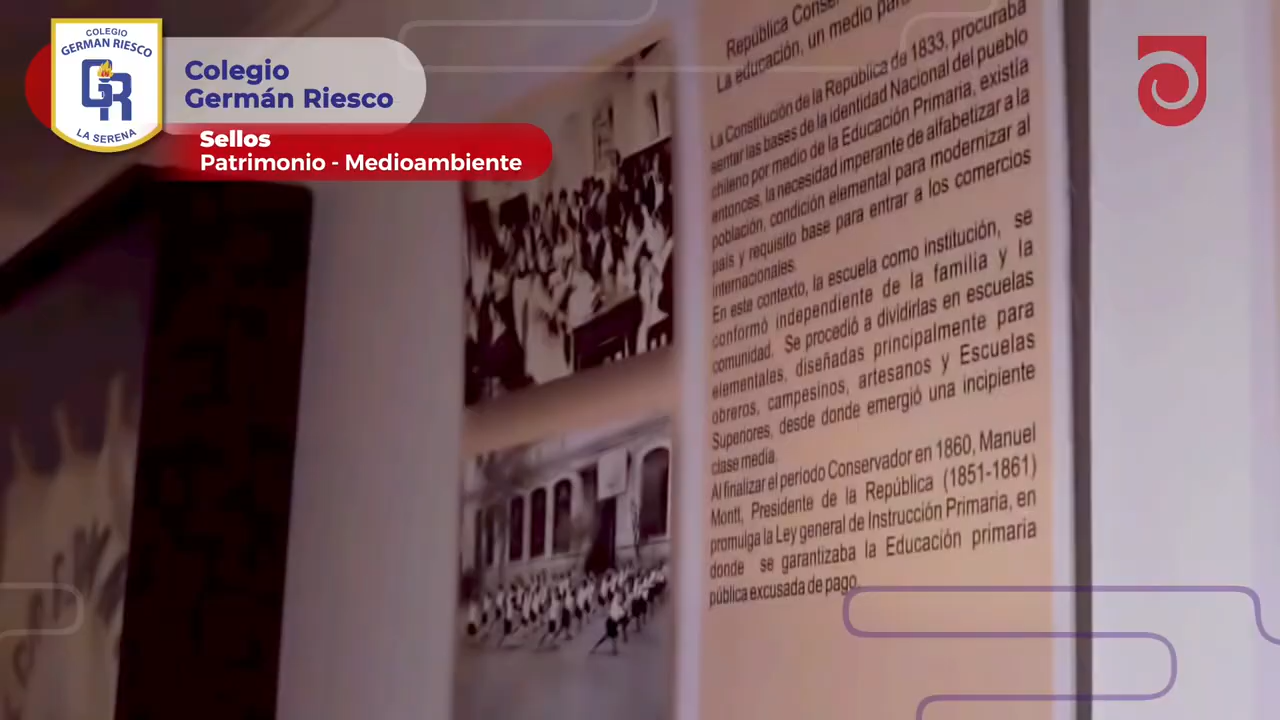 COLEGIO
GERMAN RIESCO
GR
LA SERENA
Colegio
Germán Riesco
Sellos
Patrimonio - Medioambiente
República
La educación, un medio
La Constitución de la República de 1833, procuraba
sentar las bases de la identidad Nacional del pueblo
chileno por medio de la Educación Primaria, existía
entonces, la necesidad imperante de alfabetizar a la
población, condición elemental para modernizar al
país y requisito base para entrar a los comercios
internacionales.
En este contexto, la escuela como institución, se
conformó independiente de la familia y la
comunidad. Se procedió a dividirlas en escuelas
elementales, diseñadas principalmente para
obreros, campesinos, artesanos y Escuelas
Superiores, desde donde emergió una incipiente
clase media.
Al finalizar el periodo Conservador en 1860, Manuel
Montt, Presidente de la República (1851-1861)
promulga la Ley general de Instrucción Primaria, en
donde se garantizaba la Educación primaria
pública excusada de pago.